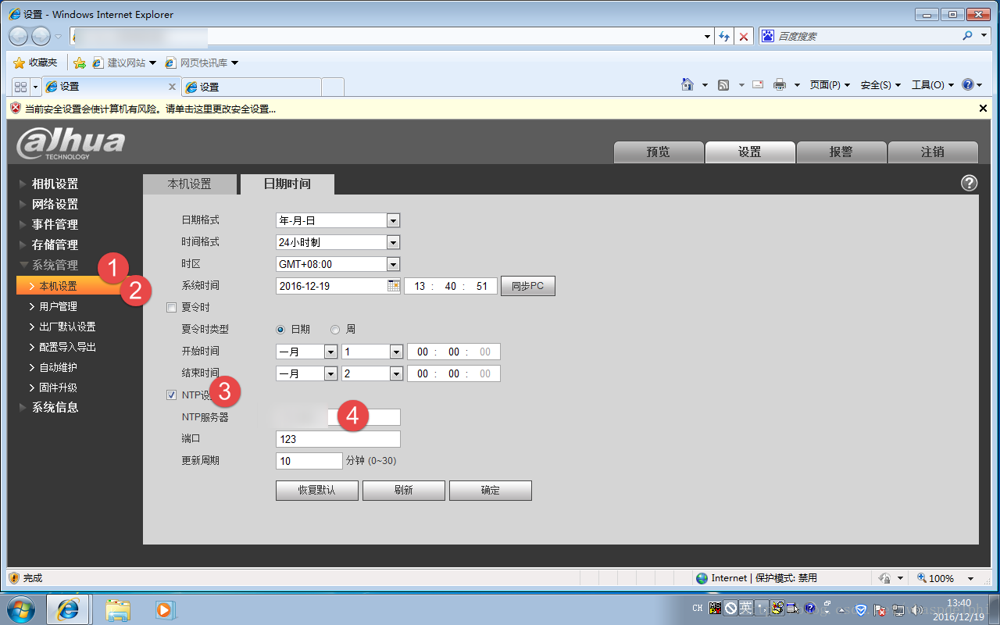 设置 - Windows Internet Explorer
百度搜索
收藏夹 建议网站 网页快讯库
设置 设置 页面(P) 安全(S) 工具(O)
当前安全设置会使计算机有风险。请单击这里更改安全设置...
alhua
TECHNOLOGY
预览 设置 报警 注销
相机设置
网络设置
事件管理
存储管理
系统管理
本机设置
用户管理
出厂默认设置
配置导入导出
自动维护
固件升级
系统信息
1
2
本机设置 日期时间
日期格式 年-月-日
时间格式 24小时制
时区 GMT+08:00
系统时间 2016-12-19 13 : 40 : 51 同步PC
夏令时
夏令时类型 日期 周
开始时间 一月 1 00 : 00 : 00
结束时间 一月 2 00 : 00 : 00
NTP设 3
NTP服务器 4
端口 123
更新周期 10 分钟 (0~30)
恢复默认 刷新 确定
完成 Internet | 保护模式: 禁用 100%
CH 英 13:40
2016/12/19